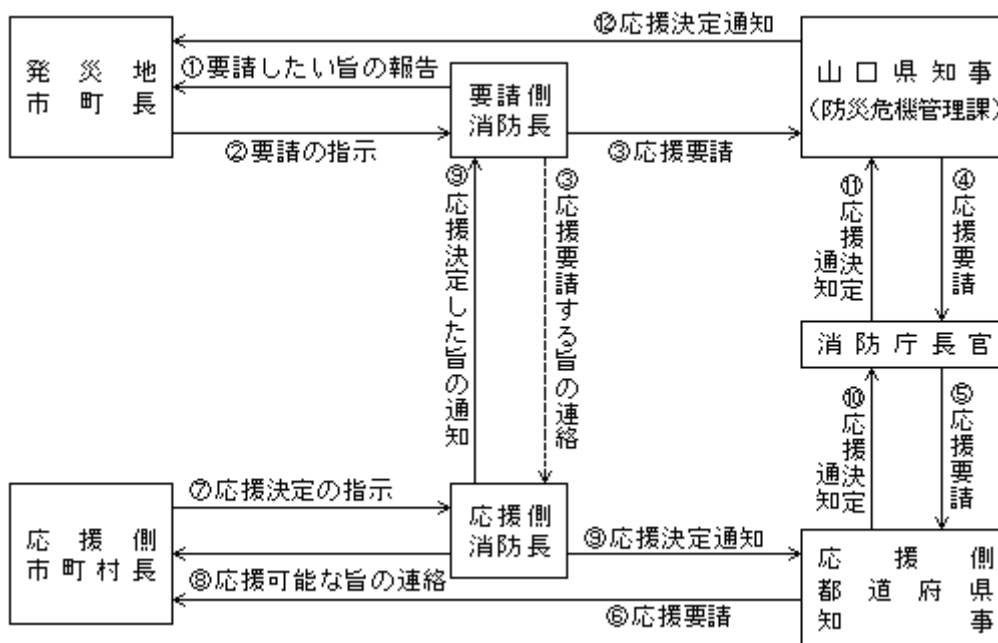 ⑫応援決定通知
発災地
市町長
①要請したい旨の報告
要請側
消防長
山口県知事
(防災危機管理課)
②要請の指示
③応援要請
⑨応援決定した旨の通知
③応援要請する旨の連絡
⑪応援決定
通知
④応援要請
消防庁長官
⑩応援決定
通知
⑤応援要請
⑦応援決定の指示
応援側
市町村長
応援側
消防長
⑨応援決定通知
応援側
都道府県
知事
⑧応援可能な旨の連絡
⑥応援要請